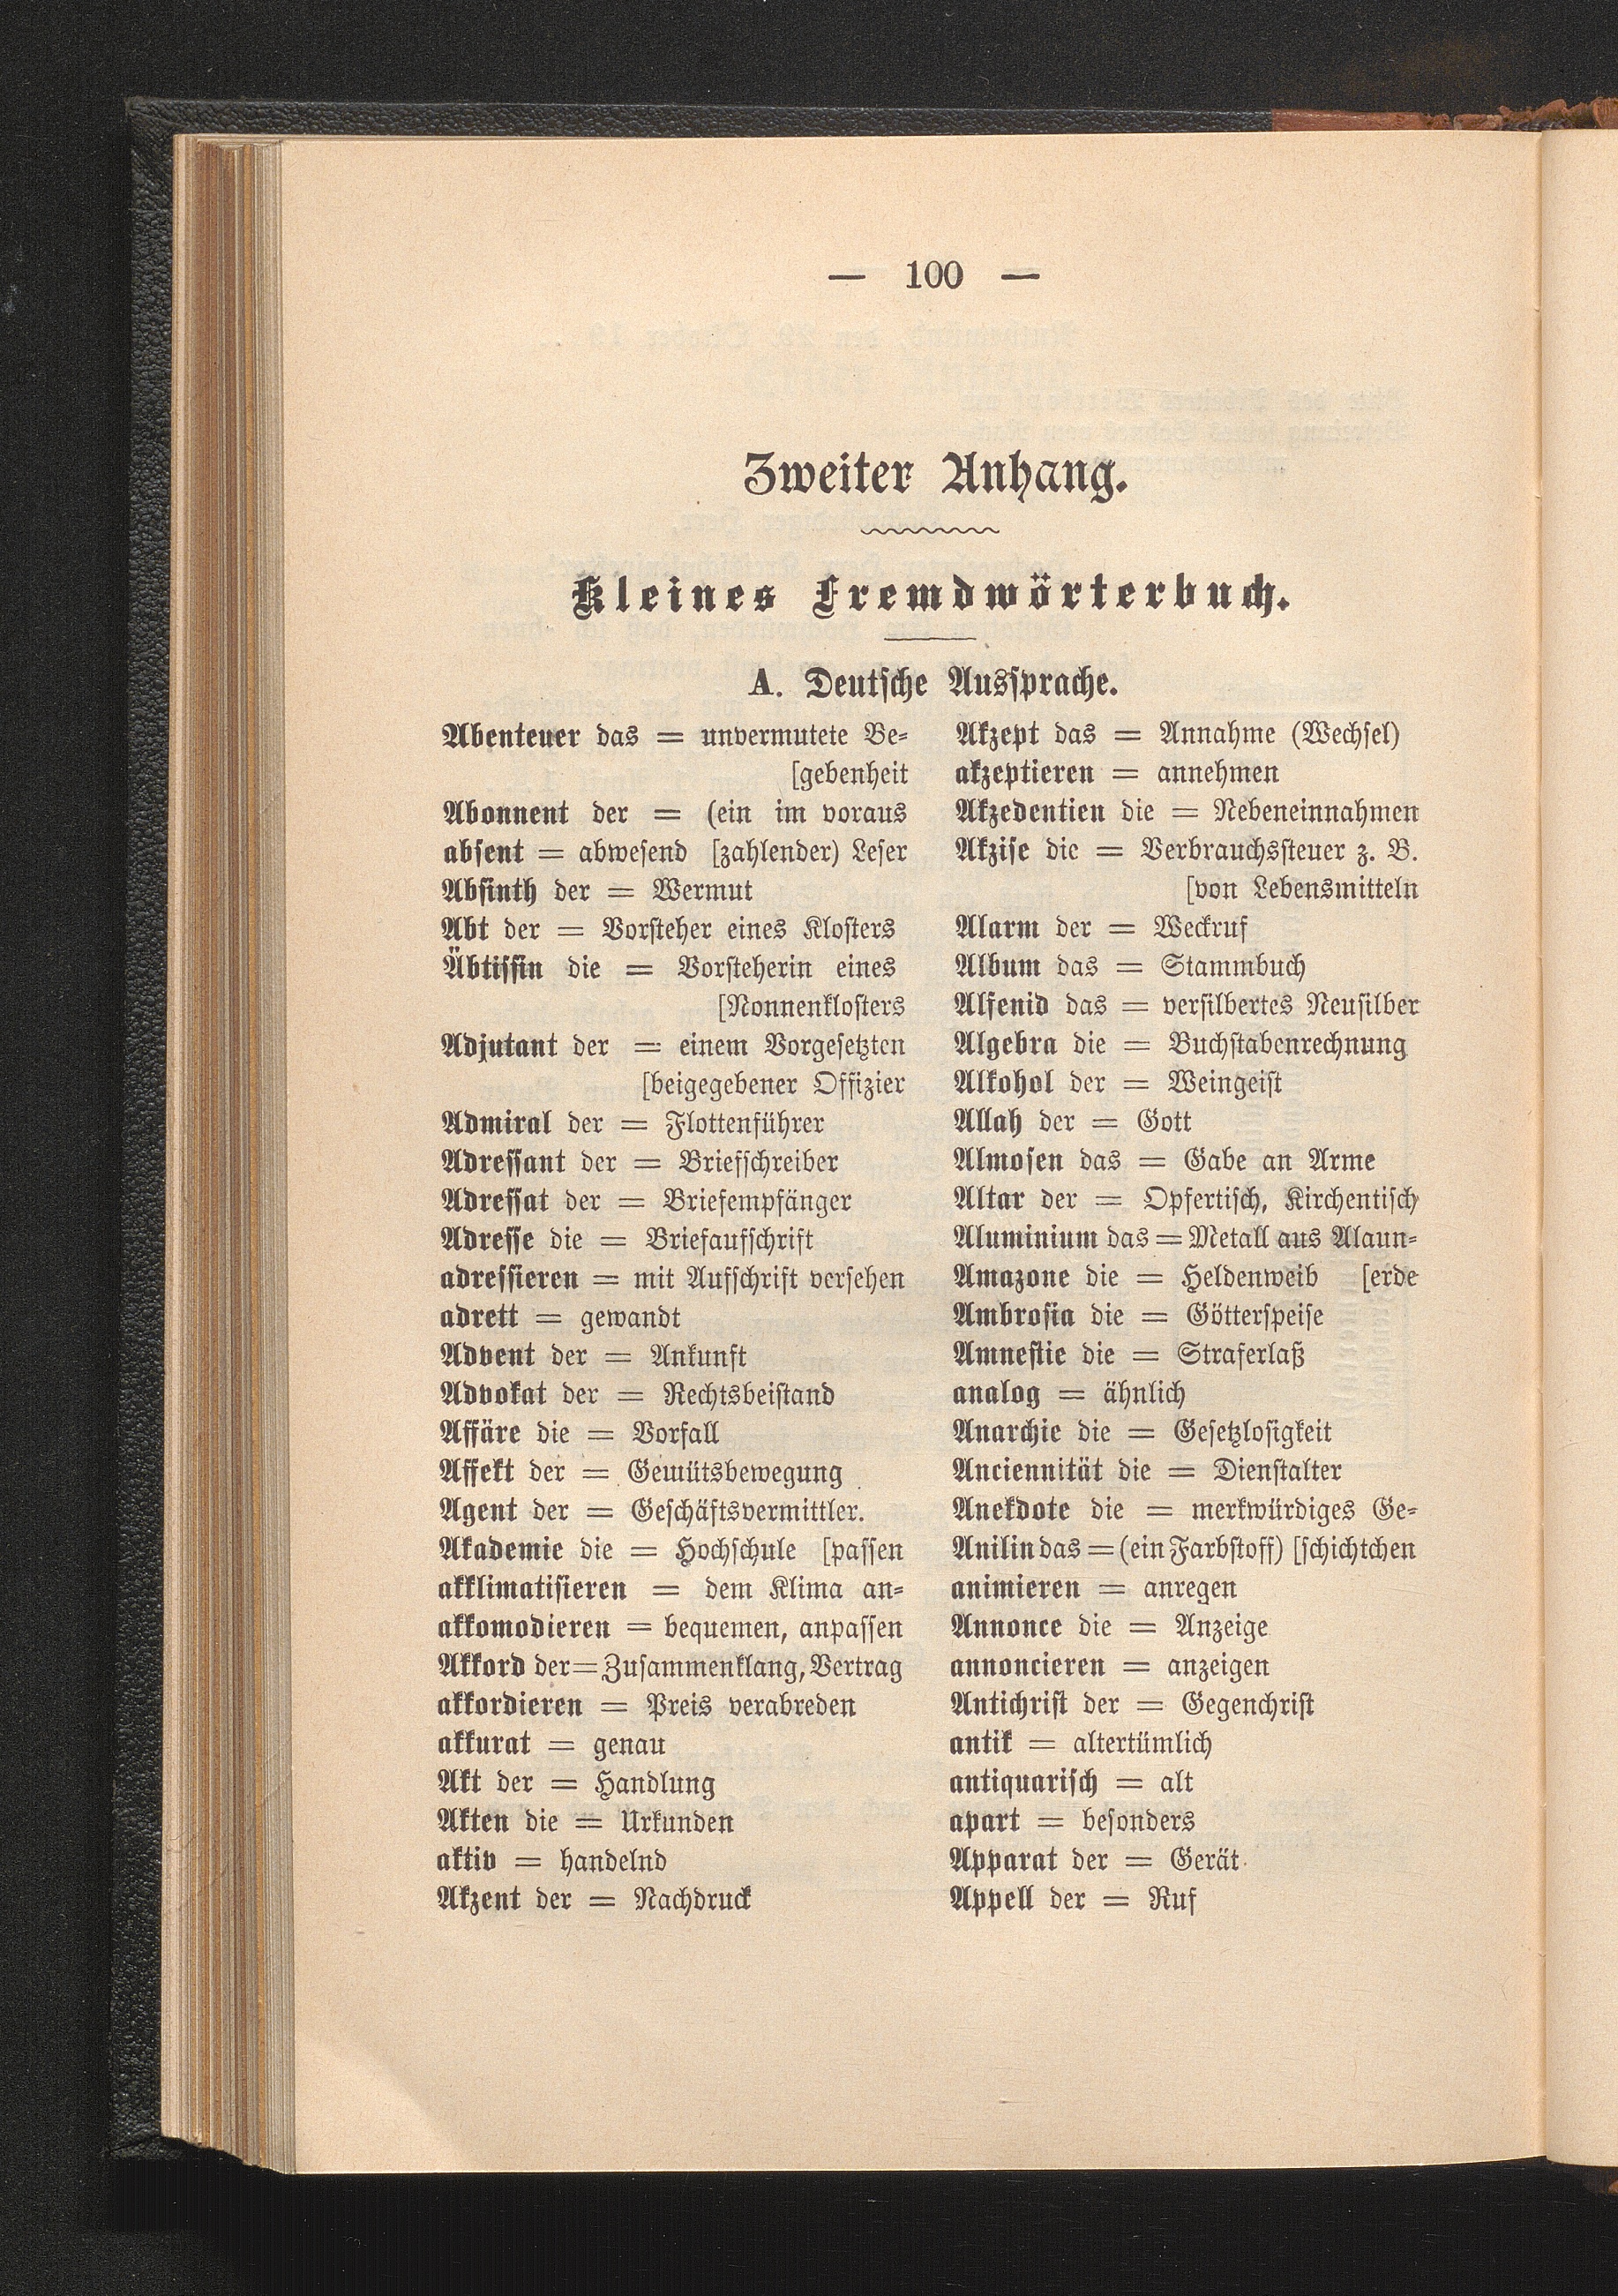 — 100 —
Zweiter Anhang.
Kleines Fremdwörterbuch.
A. Deutsche Aussprache.
Abenteuer das = unvermutete Be-
[gebenheit
Abonnent der = (ein im voraus
absent = abwesend [zahlender) Leser
Absinth der = Wermut
Abt der = Vorsteher eines Klosters
Äbtissin die = Vorsteherin eines
[Nonnenklosters
Adjutant der = einem Vorgesetzten
[beigegebener Offizier
Admiral der = Flottenführer
Adressant der = Briefschreiber
Adressat der = Briefempfänger
Adresse die = Briefaufschrift
adressieren = mit Aufschrift versehen
adrett = gewandt
Advent der = Ankunft
Advokat der = Rechtsbeistand
Affäre die = Vorfall
Affekt der = Gemütsbewegung
Agent der = Geschäftsvermittler.
Akademie die = Hochschule [passen
akklimatisieren = dem Klima an-
akkomodieren = bequemen, anpassen
Akkord der = Zusammenklang, Vertrag
akkordieren = Preis verabreden
akkurat = genau
Akt der = Handlung
Akten die = Urkunden
aktiv = handelnd
Akzent der = Nachdruck
Akzept das = Annahme (Wechsel)
akzeptieren = annehmen
Akzedentien die = Nebeneinnahmen
Akzise die = Verbrauchssteuer z. B.
[von Lebensmitteln
Alarm der = Weckruf
Album das = Stammbuch
Alfenid das = versilbertes Neusilber
Algebra die = Buchstabenrechnung
Alkohol der = Weingeist
Allah der = Gott
Almosen das = Gabe an Arme
Altar der = Opfertisch, Kirchentisch
Aluminium das = Metall aus Alaun-
Amazone die = Heldenweib [erde
Ambrosia die = Götterspeise
Amnestie die = Straferlaß
analog = ähnlich
Anarchie die = Gesetzlosigkeit
Anciennität die = Dienstalter
Anekdote die = merkwürdiges Ge-
Anilin das = (ein Farbstoff) [schichtchen
animieren = anregen
Annonce die = Anzeige
annoncieren = anzeigen
Antichrist der = Gegenchrist
antik = altertümlich
antiquarisch = alt
apart = besonders
Apparat der = Gerät
Appell der = Ruf